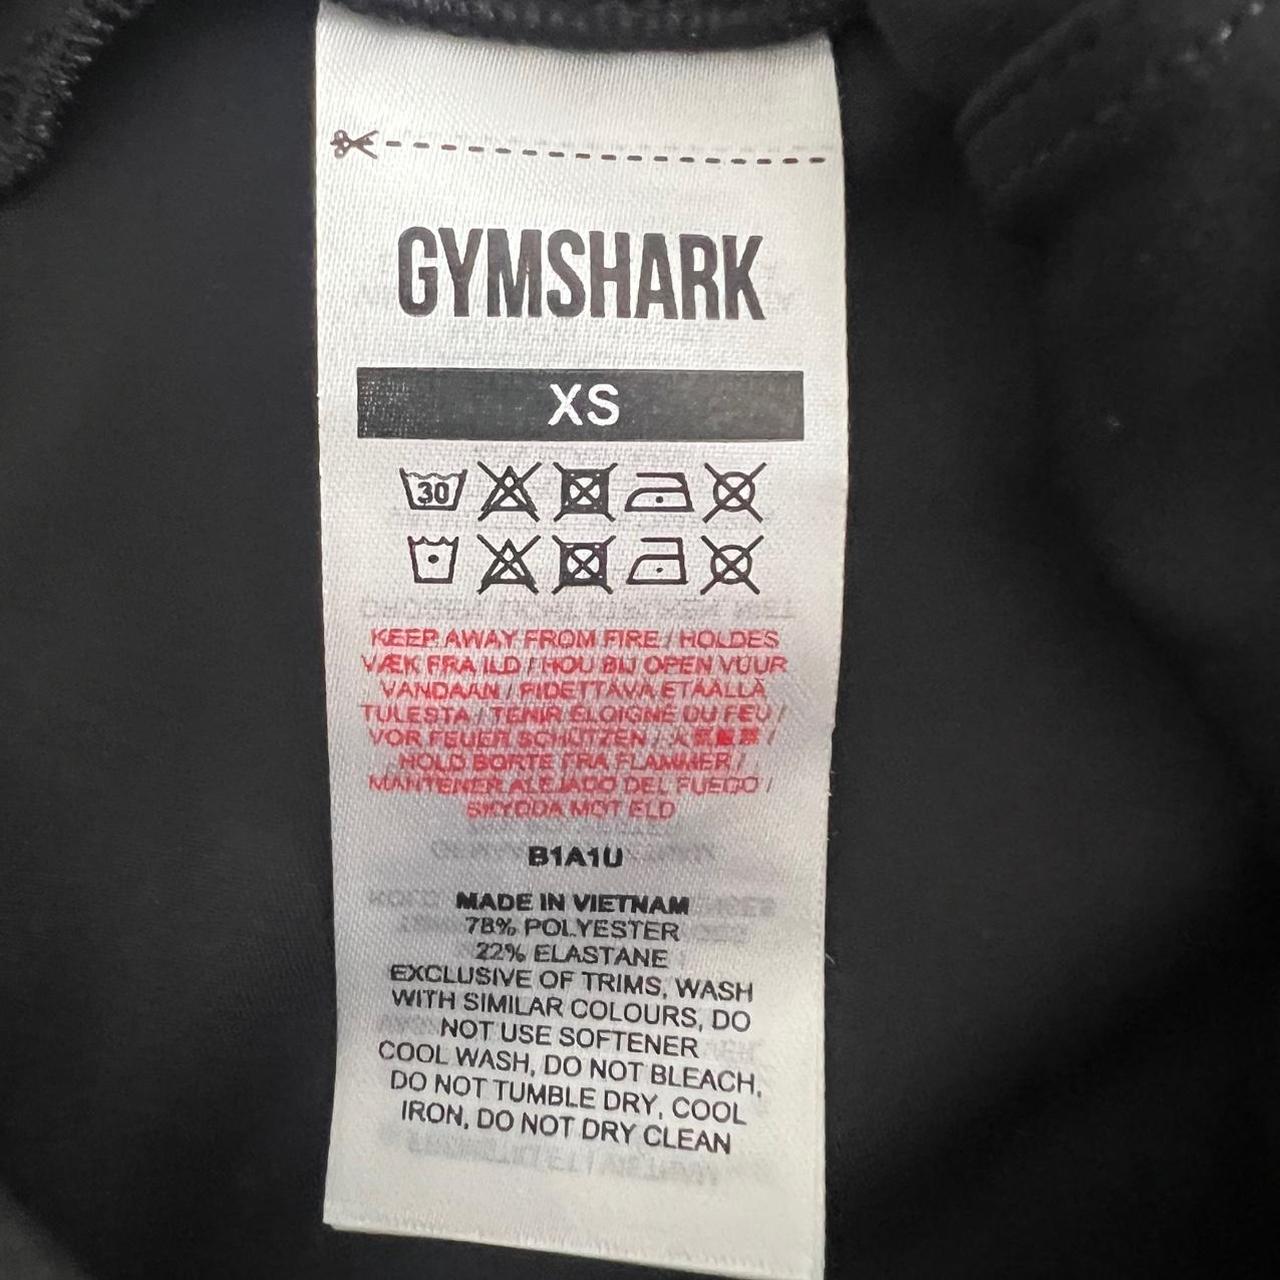 GYMSHARK
XS
30
KEEP AWAY FROM FIRE / HOLDES
VÆK FRA ILD / HOU BIJ OPEN VUUR
VANDAAN / PIDETTÄVÄ ETÄÄLLÄ
TULESTA / TENIR ÉLOIGNÉ DU FEU /
VOR FEUER SCHÜTZEN / 火
HOLD BORTE FRA FLAMMER /
MANTENER ALEJADO DEL FUEGO /
SKYDDA MOT ELD
B1A1U
MADE IN VIETNAM
78% POLYESTER
22% ELASTANE
EXCLUSIVE OF TRIMS, WASH
WITH SIMILAR COLOURS, DO
NOT USE SOFTENER
COOL WASH, DO NOT BLEACH,
DO NOT TUMBLE DRY, COOL
IRON, DO NOT DRY CLEAN